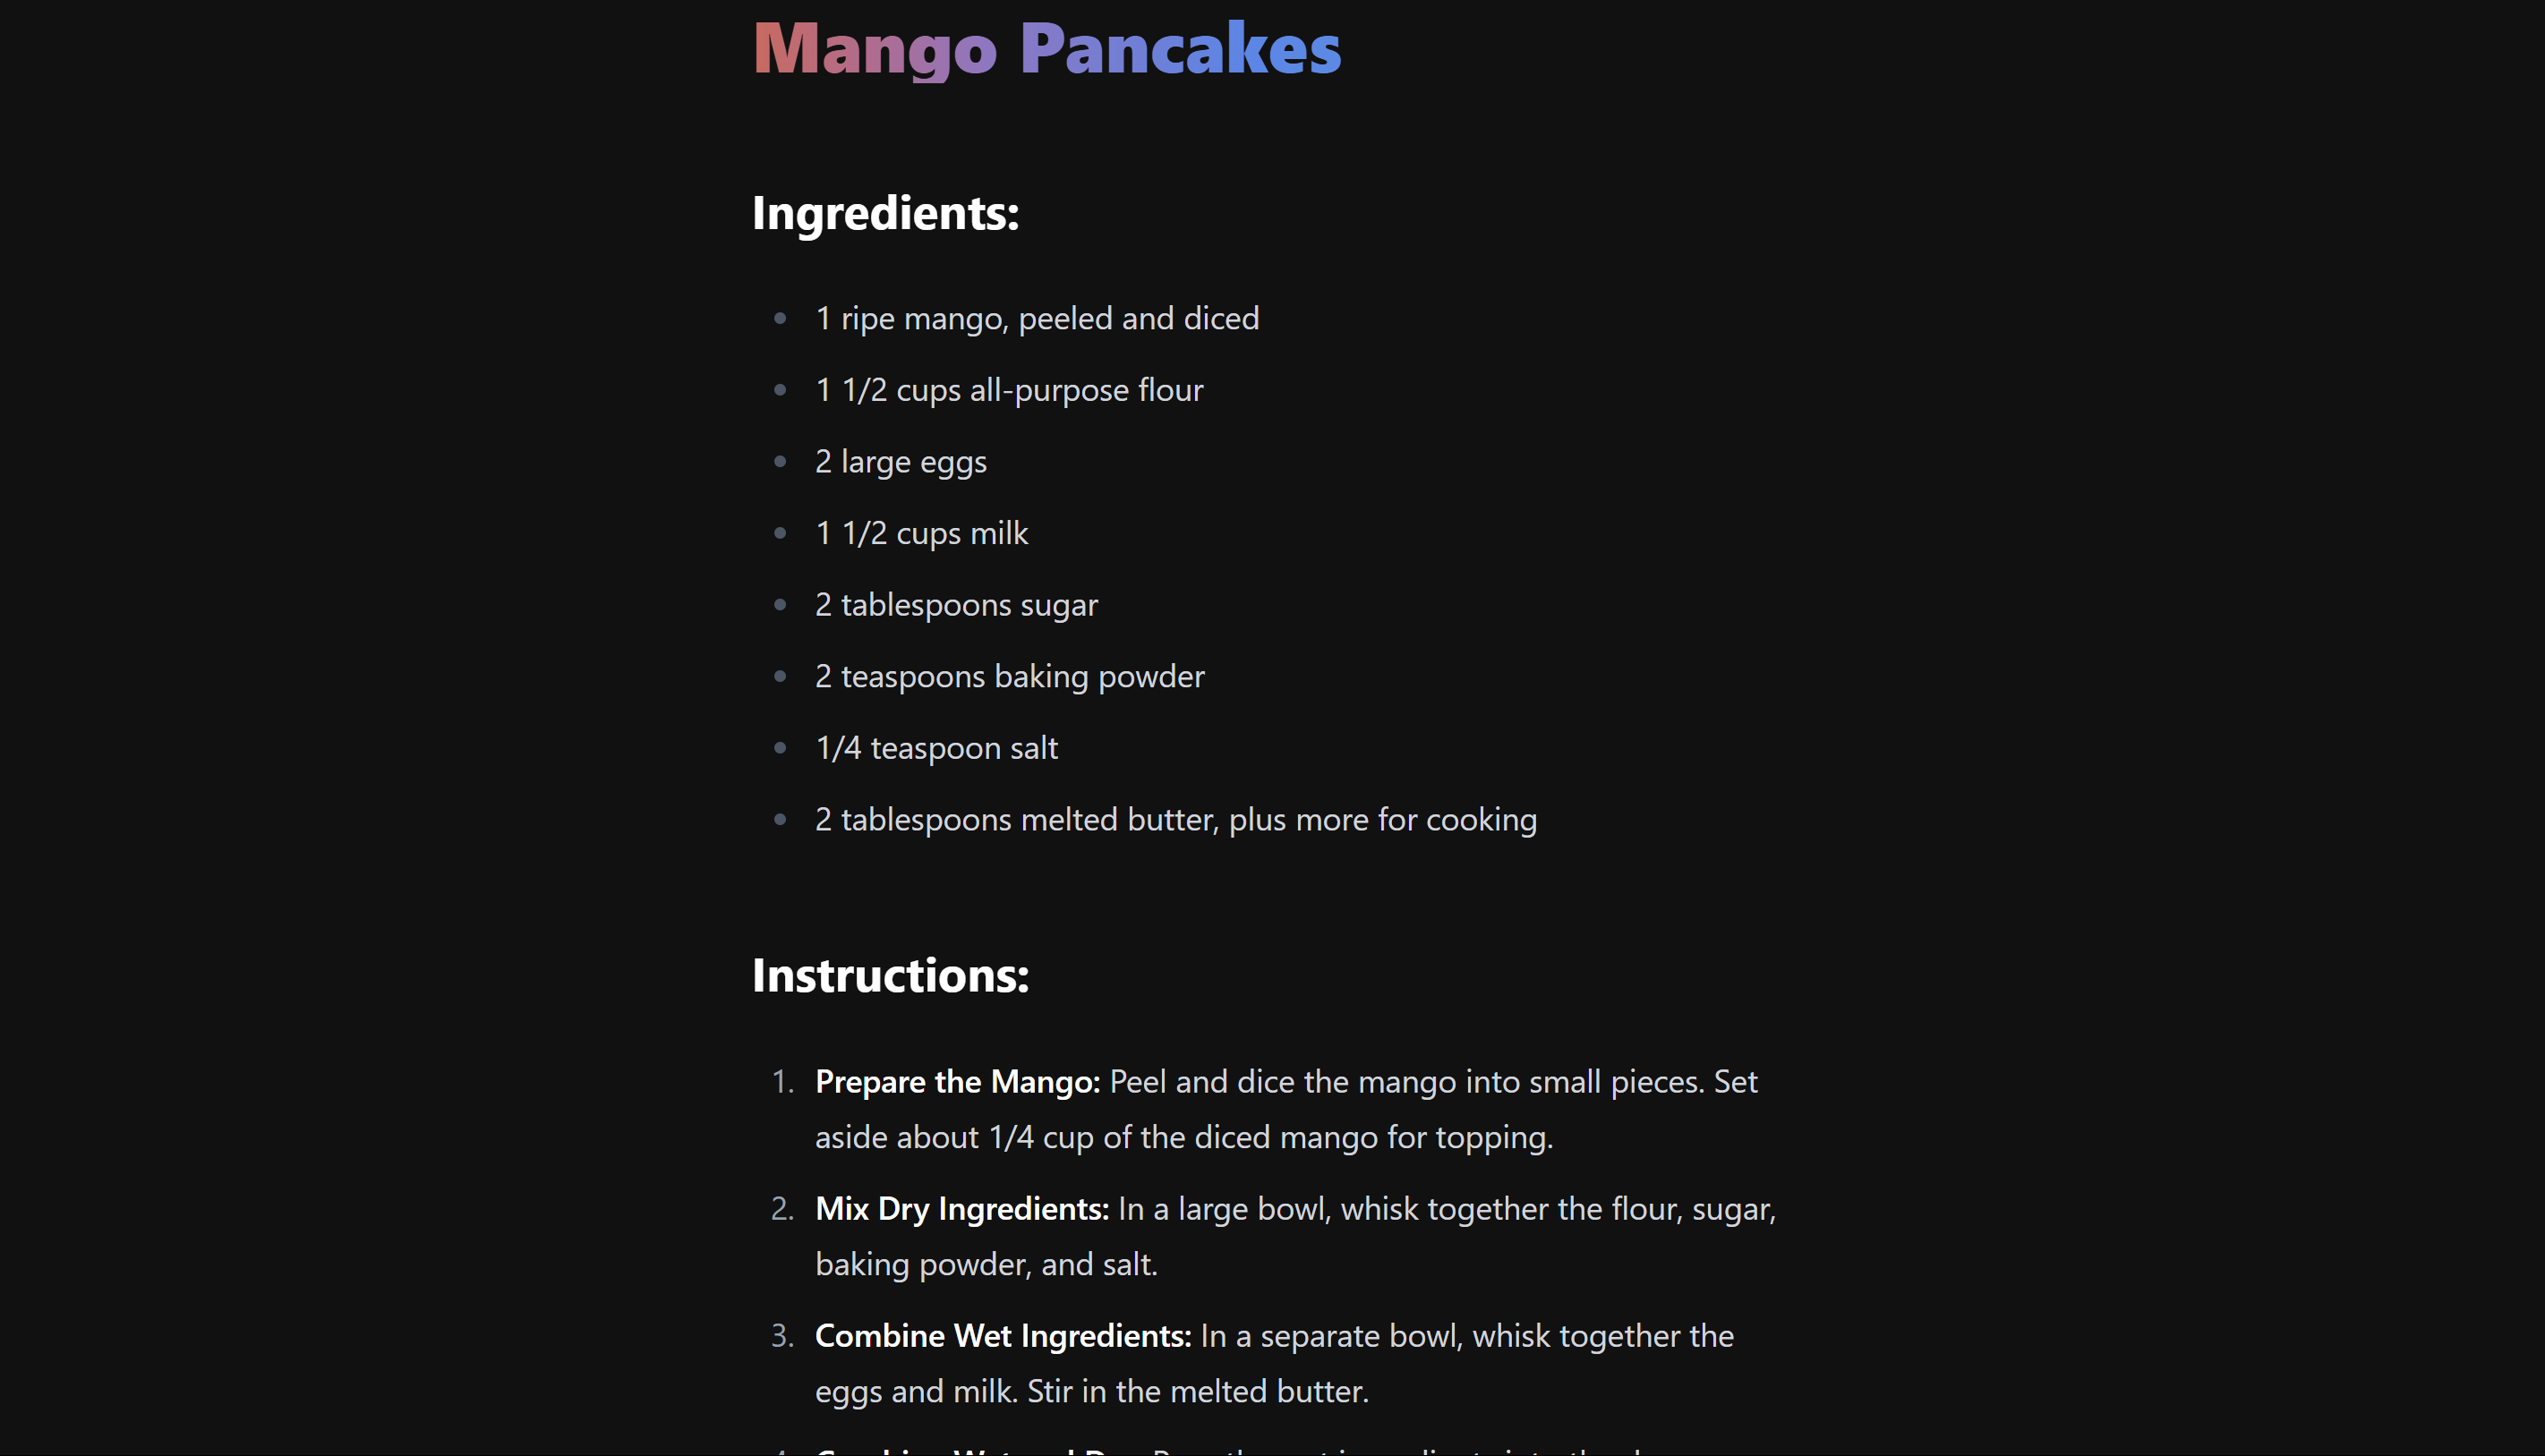 Mango Pancakes
Ingredients:
1 ripe mango, peeled and diced
1 1/2 cups all-purpose flour
2 large eggs
1 1/2 cups milk
2 tablespoons sugar
2 teaspoons baking powder
1/4 teaspoon salt
2 tablespoons melted butter, plus more for cooking
Instructions:
1. Prepare the Mango: Peel and dice the mango into small pieces. Set
aside about 1/4 cup of the diced mango for topping.
2. Mix Dry Ingredients: In a large bowl, whisk together the flour, sugar,
baking powder, and salt.
3. Combine Wet Ingredients: In a separate bowl, whisk together the
eggs and milk. Stir in the melted butter.